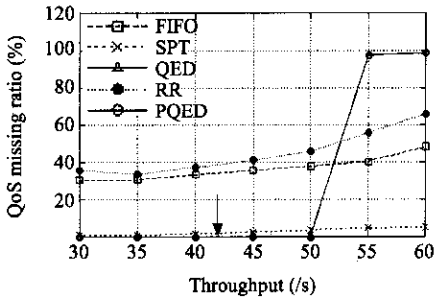 120
100
80
60
40
20
0
QoS missing ratio (%)
FIFO
SPT
QED
RR
PQED
30 35 40 45 50 55 60
Throughput (/s)